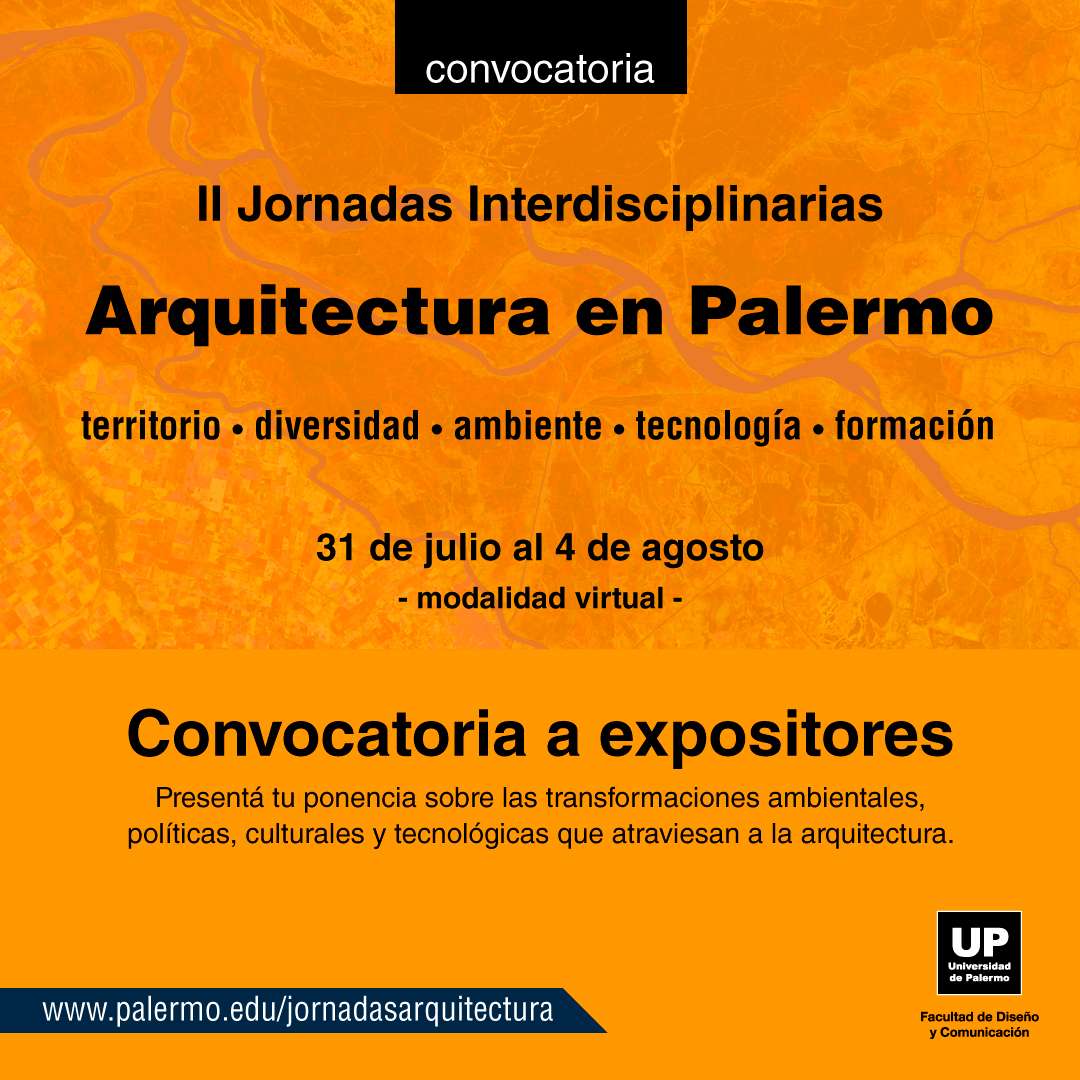 convocatoria
II Jornadas Interdisciplinarias
Arquitectura en Palermo
territorio • diversidad • ambiente • tecnología • formación
31 de julio al 4 de agosto
- modalidad virtual -
Convocatoria a expositores
Presentá tu ponencia sobre las transformaciones ambientales,
políticas, culturales y tecnológicas que atraviesan a la arquitectura.
UP
Universidad
de Palermo
Facultad de Diseño
y Comunicación
www.palermo.edu/jornadasarquitectura